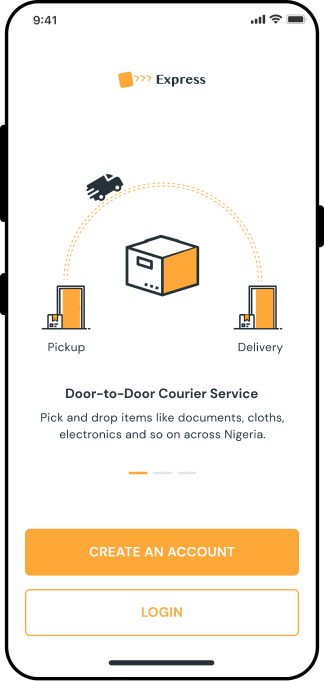 9:41
Express
Pickup
Delivery
Door-to-Door Courier Service
Pick and drop items like documents, cloths,
electronics and so on across Nigeria.
CREATE AN ACCOUNT
LOGIN